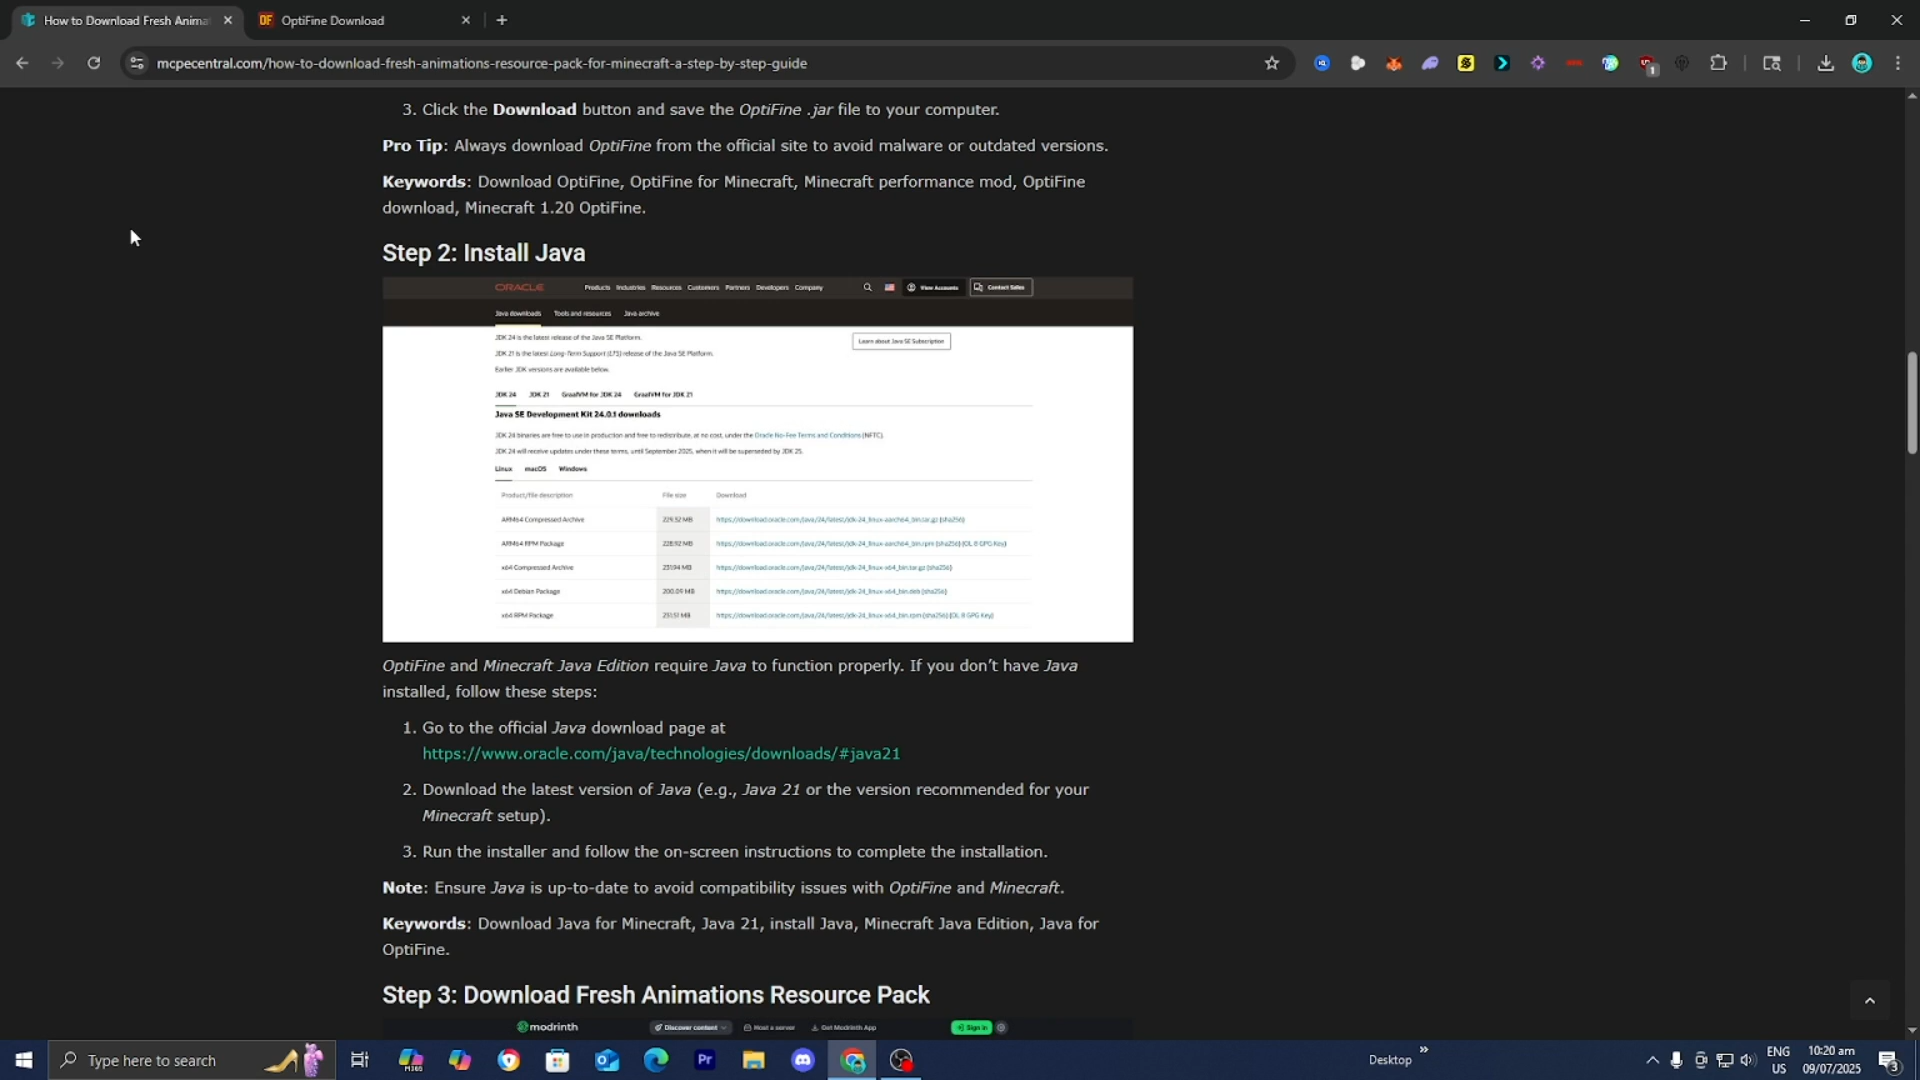 How to Download Fresh Anima
OptiFine Download
mcpecentral.com/how-to-download-fresh-animations-resource-pack-for-minecraft-a-step-by-step-guide
3. Click the Download button and save the OptiFine .jar file to your computer.
Pro Tip: Always download OptiFine from the official site to avoid malware or outdated versions.
Keywords: Download OptiFine, OptiFine for Minecraft, Minecraft performance mod, OptiFine
download, Minecraft 1.20 OptiFine.
Step 2: Install Java
ORACLE Products Industries Resources Customers Partners Developers Company View Accounts Contact Sales
Java downloads Tools and resources Java archive
JDK 24 is the latest release of the Java SE Platform.
Learn about Java SE Subscription
JDK 21 is the latest Long-Term Support (LTS) release of the Java SE Platform.
Earlier JDK versions are available below.
JDK 24 JDK 21 GraalVM for JDK 24 GraalVM for JDK 21
Java SE Development Kit 24.0.1 downloads
JDK 24 binaries are free to use in production and free to redistribute, at no cost, under the Oracle No-Fee Terms and Conditions (NFTC).
JDK 24 will receive updates under these terms, until September 2025, when it will be superseded by JDK 25.
Linux macOS Windows
Product/file description File size Download
ARM64 Compressed Archive 229.52 MB https://download.oracle.com/java/24/latest/jdk-24_linux-aarch64_bin.tar.gz (sha256)
ARM64 RPM Package 228.92 MB https://download.oracle.com/java/24/latest/jdk-24_linux-aarch64_bin.rpm (sha256) (OL 8 GPG Key)
x64 Compressed Archive 231.94 MB https://download.oracle.com/java/24/latest/jdk-24_linux-x64_bin.tar.gz (sha256)
x64 Debian Package 200.09 MB https://download.oracle.com/java/24/latest/jdk-24_linux-x64_bin.deb (sha256)
x64 RPM Package 231.51 MB https://download.oracle.com/java/24/latest/jdk-24_linux-x64_bin.rpm (sha256) (OL 8 GPG Key)
OptiFine and Minecraft Java Edition require Java to function properly. If you don’t have Java
installed, follow these steps:
1. Go to the official Java download page at
https://www.oracle.com/java/technologies/downloads/#java21
2. Download the latest version of Java (e.g., Java 21 or the version recommended for your
Minecraft setup).
3. Run the installer and follow the on-screen instructions to complete the installation.
Note: Ensure Java is up-to-date to avoid compatibility issues with OptiFine and Minecraft.
Keywords: Download Java for Minecraft, Java 21, install Java, Minecraft Java Edition, Java for
OptiFine.
Step 3: Download Fresh Animations Resource Pack
modrinth Discover content Host a server Get Modrinth App Sign in
Type here to search
Desktop
ENG
US
10:20 am
09/07/2025
3